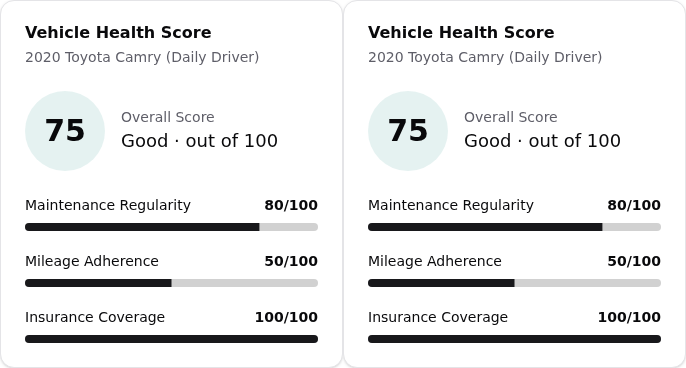 Vehicle Health Score
2020 Toyota Camry (Daily Driver)
75
Overall Score
Good · out of 100
Maintenance Regularity 80/100
Mileage Adherence 50/100
Insurance Coverage 100/100
Vehicle Health Score
2020 Toyota Camry (Daily Driver)
75
Overall Score
Good · out of 100
Maintenance Regularity 80/100
Mileage Adherence 50/100
Insurance Coverage 100/100